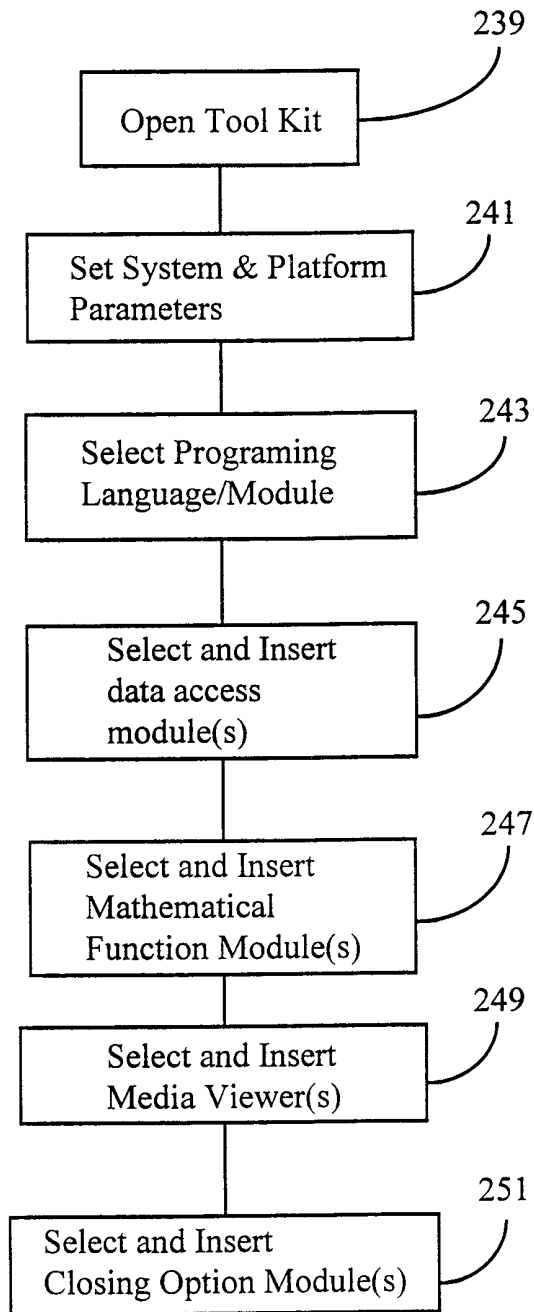 239
Open Tool Kit
241
Set System & Platform
Parameters
243
Select Programing
Language/Module
245
Select and Insert
data access
module(s)
247
Select and Insert
Mathematical
Function Module(s)
249
Select and Insert
Media Viewer(s)
251
Select and Insert
Closing Option Module(s)